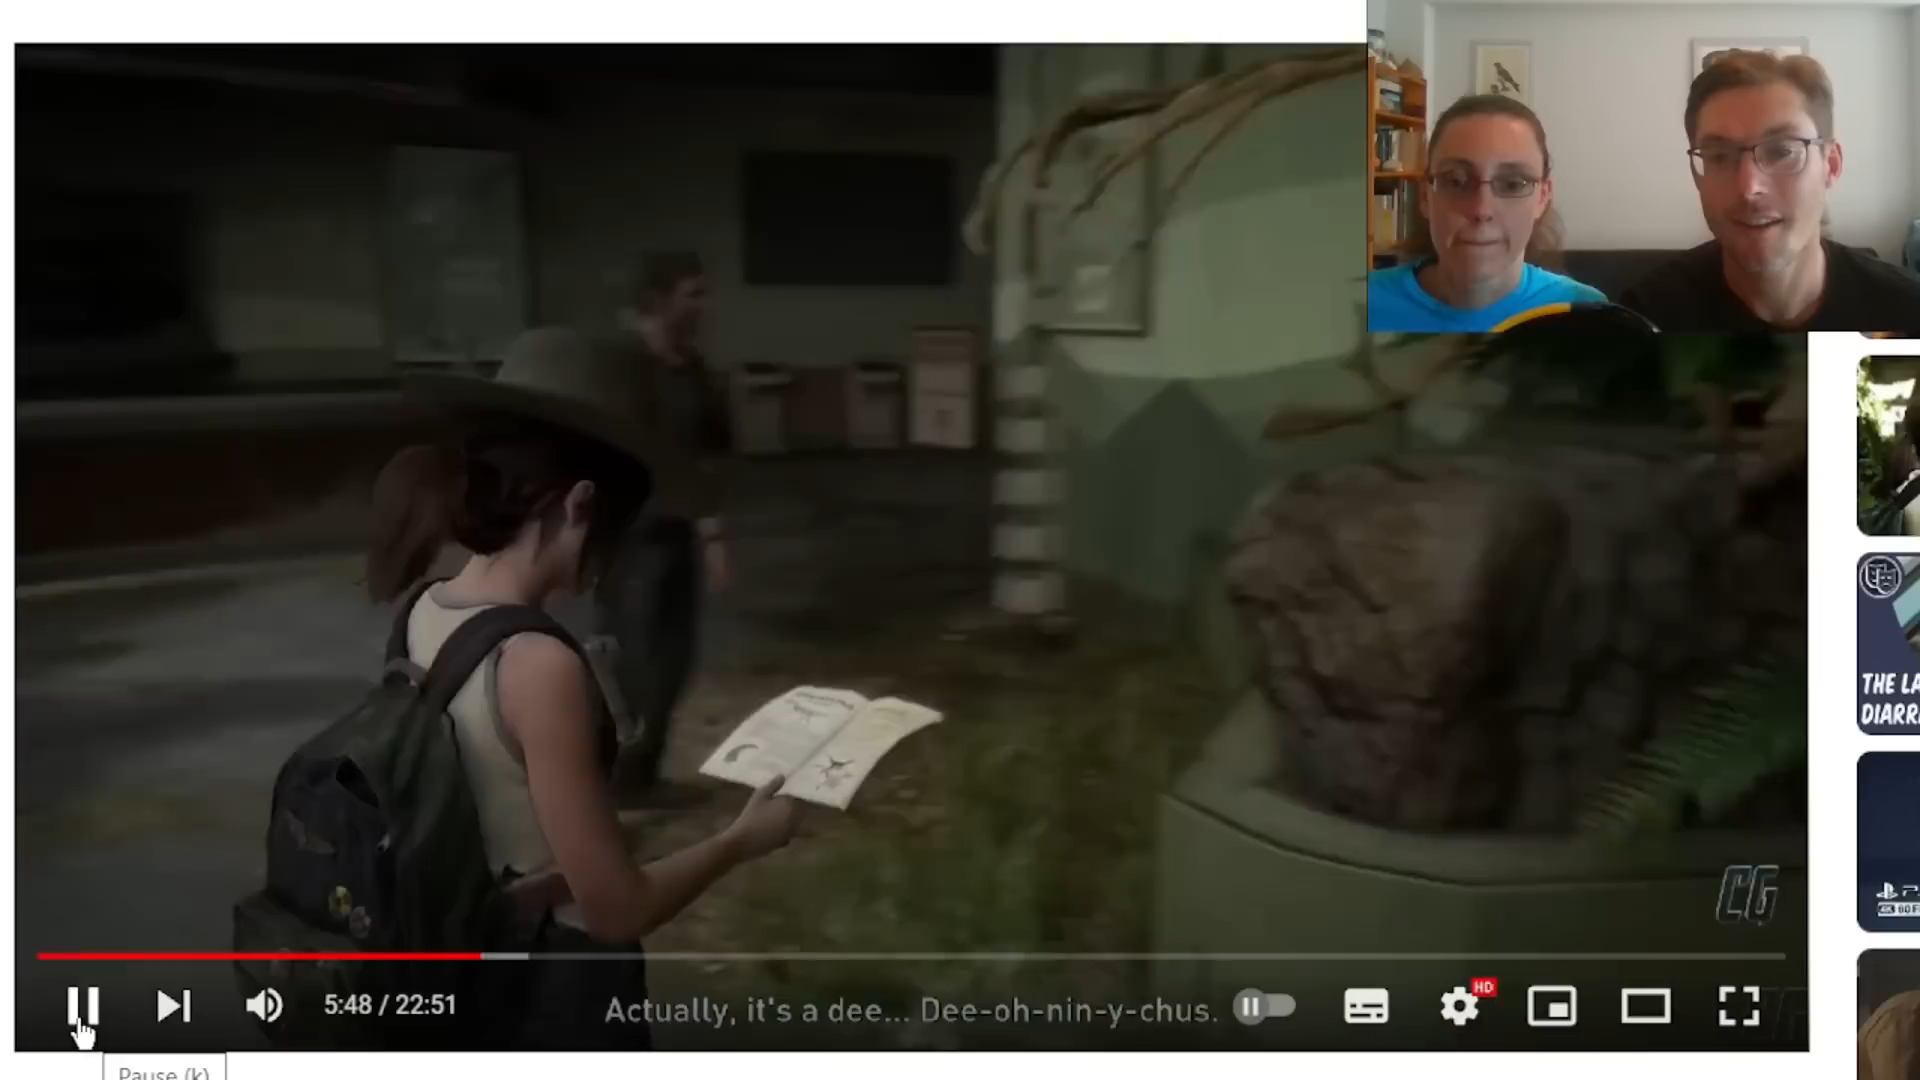 THE LA
DIARR
CG
HD
5:48 / 22:51
Actually, it's a dee... Dee-oh-nin-y-chus.
Pause (k)